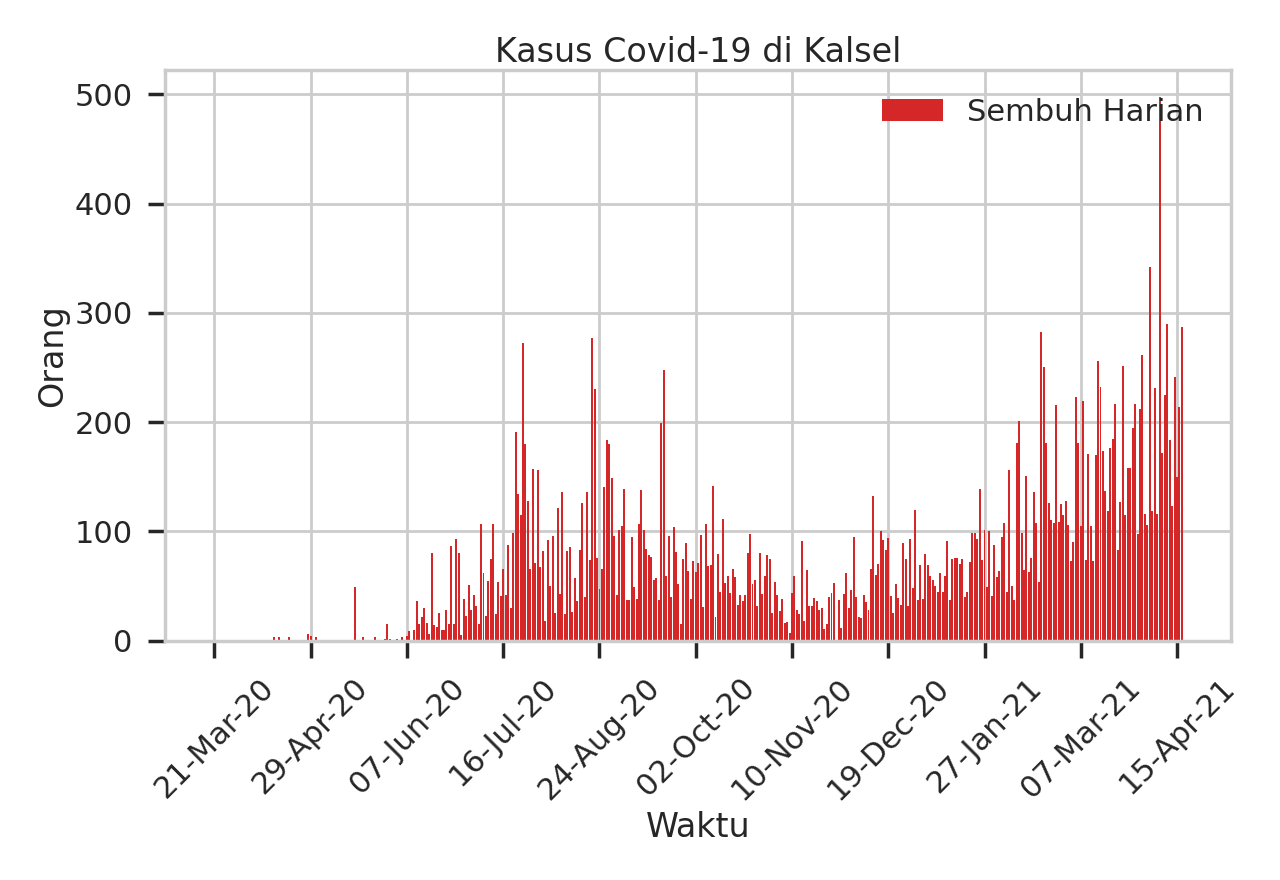 Kasus Covid-19 di Kalsel
Sembuh Harian
Orang
500
400
300
200
100
0
21-Mar-20
29-Apr-20
07-Jun-20
16-Jul-20
24-Aug-20
02-Oct-20
10-Nov-20
19-Dec-20
27-Jan-21
07-Mar-21
15-Apr-21
Waktu